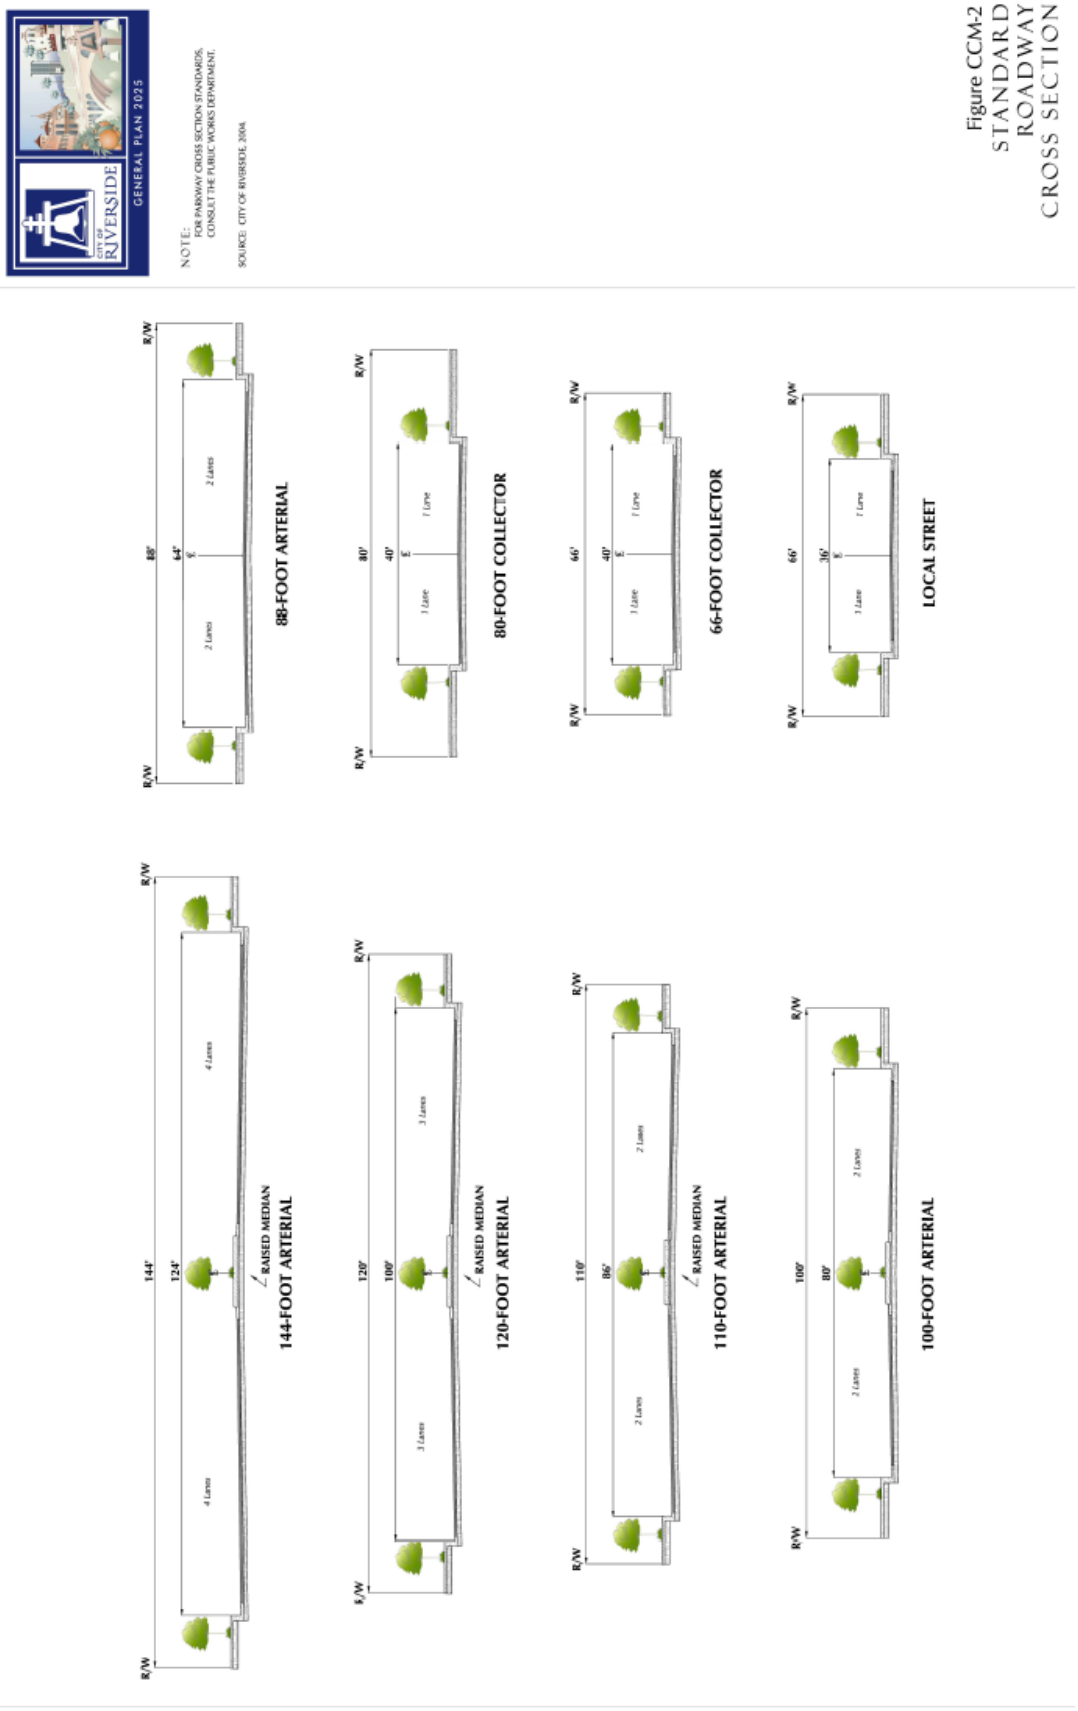 144'
R/W
R/W
124'
4 Lanes
4 Lanes
RAISED MEDIAN
144-FOOT ARTERIAL
88'
R/W
R/W
64'
2 Lanes
2 Lanes
88-FOOT ARTERIAL
120'
R/W
100'
3 Lanes
3 Lanes
RAISED MEDIAN
120-FOOT ARTERIAL
80'
R/W
R/W
40'
1 Lane
1 Lane
80-FOOT COLLECTOR
110'
R/W
R/W
86'
2 Lanes
2 Lanes
RAISED MEDIAN
110-FOOT ARTERIAL
66'
R/W
R/W
40'
1 Lane
1 Lane
66-FOOT COLLECTOR
100'
R/W
R/W
80'
2 Lanes
2 Lanes
100-FOOT ARTERIAL
66'
R/W
R/W
36'
1 Lane
1 Lane
LOCAL STREET
CITY OF
RIVERSIDE
GENERAL PLAN 2025
NOTE:
FOR PARKWAY CROSS SECTION STANDARDS,
CONSULT THE PUBLIC WORKS DEPARTMENT.
SOURCE: CITY OF RIVERSIDE, 2004.
Figure CCM-2
STANDARD
ROADWAY
CROSS SECTION